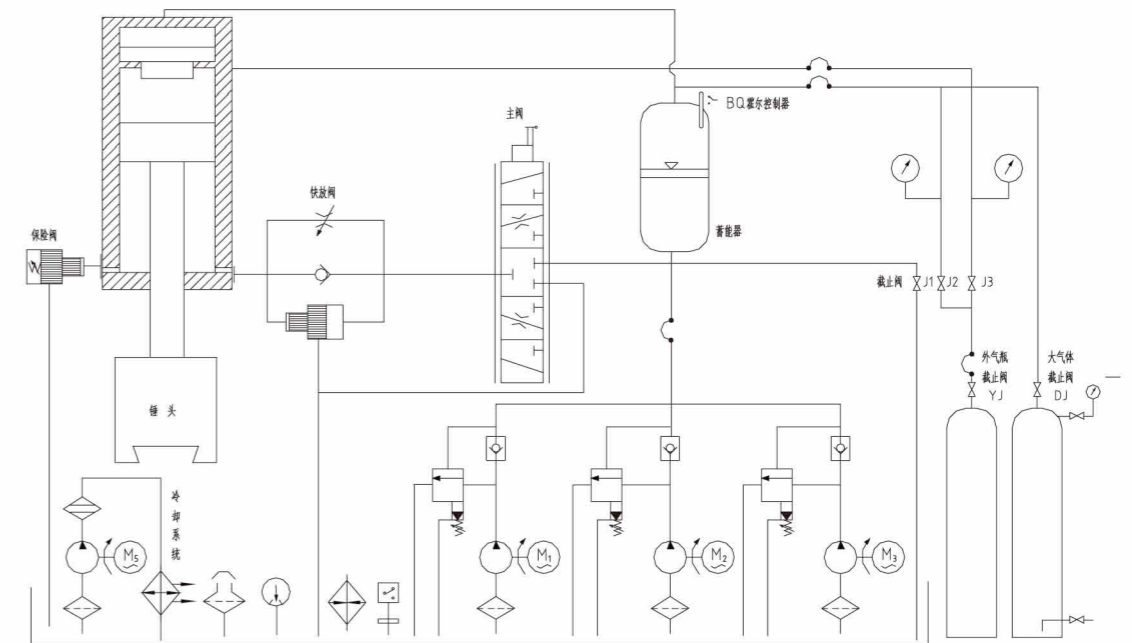 BQ霍尔控制器
主阀
快放阀
保险阀
蓄能器
截止阀 J1 J2 J3
外气瓶
截止阀
YJ
大气体
截止阀
DJ
锤 头
冷却系统
M5
M1
M2
M3